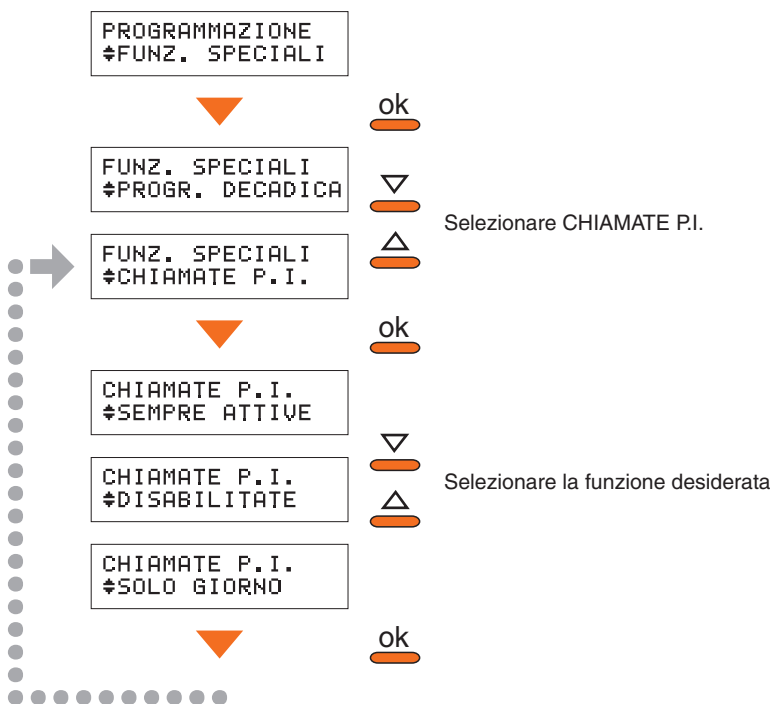 PROGRAMMAZIONE
FUNZ. SPECIALI
ok
FUNZ. SPECIALI
PROGR. DECADICA
Selezionare CHIAMATE P.I.
FUNZ. SPECIALI
CHIAMATE P.I.
ok
CHIAMATE P.I.
SEMPRE ATTIVE
CHIAMATE P.I.
DISABILITATE
Selezionare la funzione desiderata
CHIAMATE P.I.
SOLO GIORNO
ok